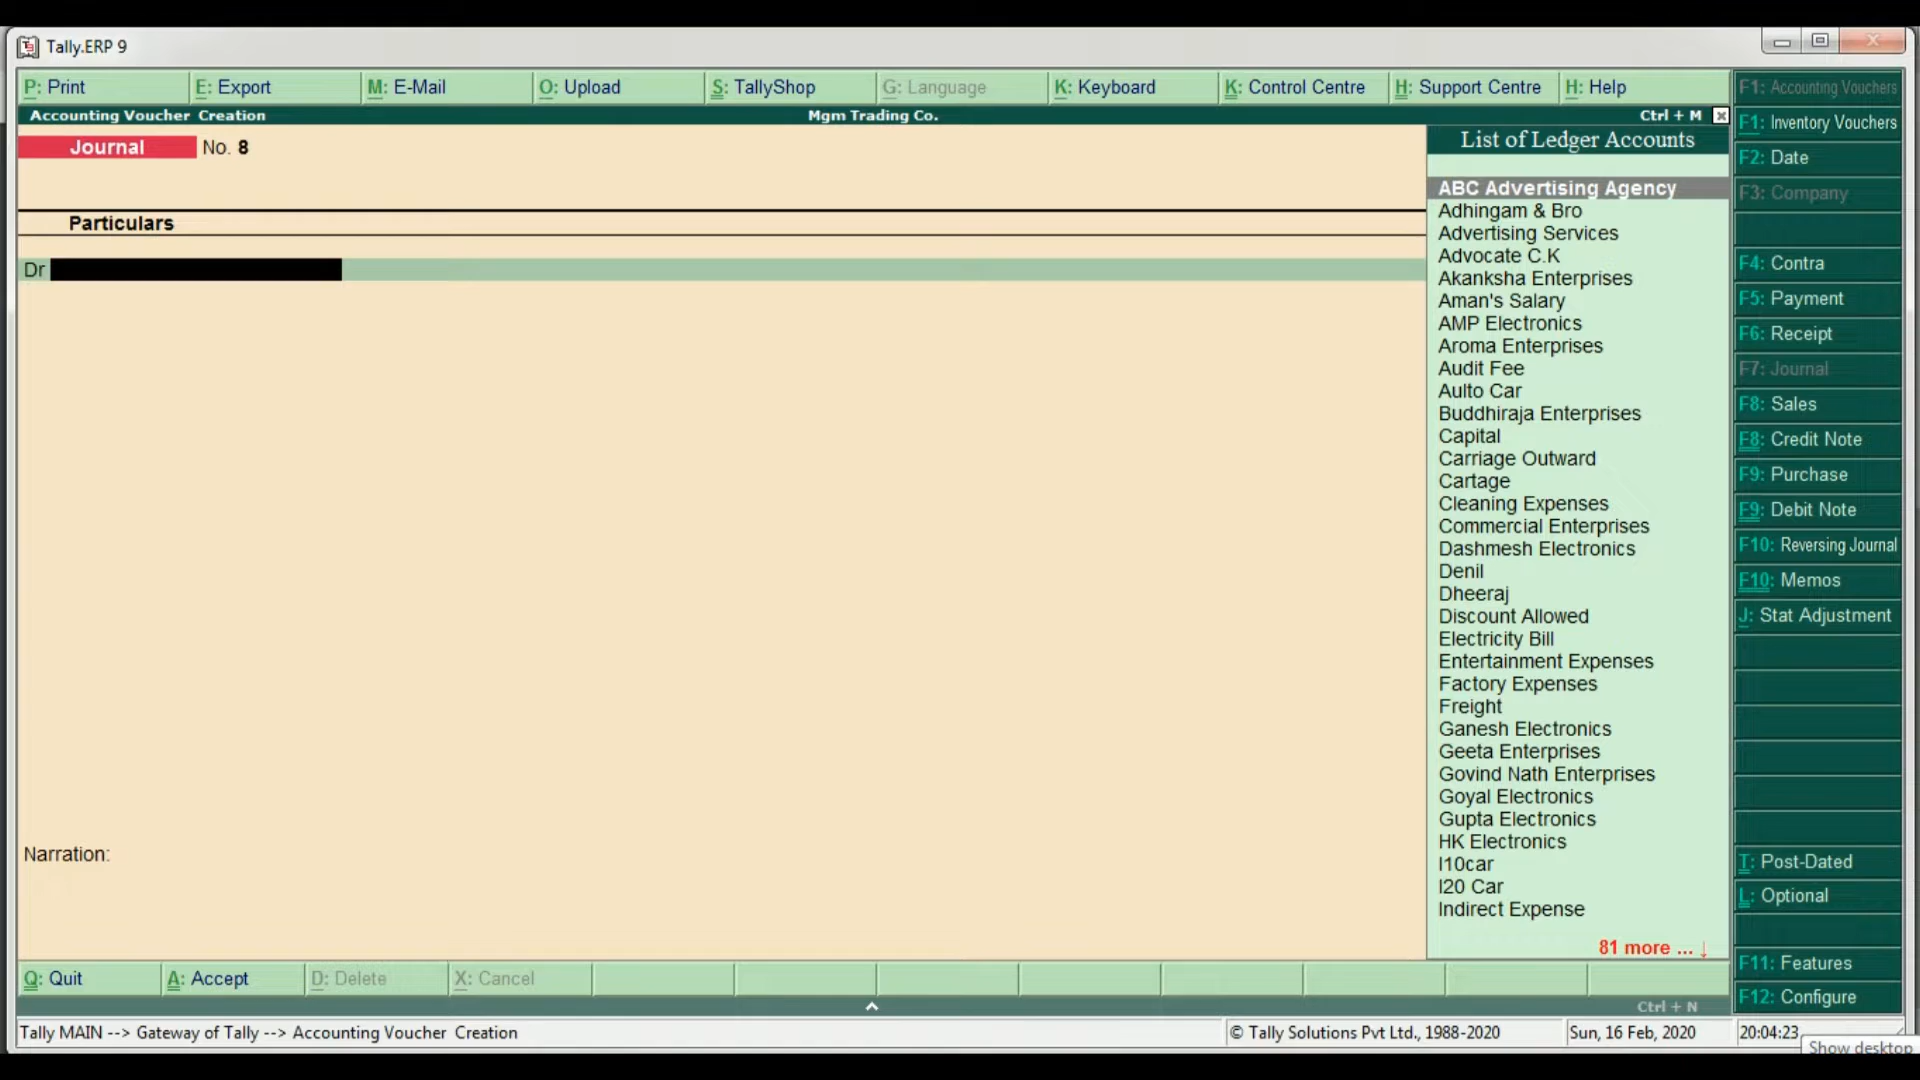 Tally.ERP 9
P: Print E: Export M: E-Mail O: Upload S: TallyShop G: Language K: Keyboard K: Control Centre H: Support Centre H: Help
Accounting Voucher Creation Mgm Trading Co. Ctrl + M
Journal No. 8
Particulars
Dr
Narration:
List of Ledger Accounts
ABC Advertising Agency
Adhingam & Bro
Advertising Services
Advocate C.K
Akanksha Enterprises
Aman's Salary
AMP Electronics
Aroma Enterprises
Audit Fee
Aulto Car
Buddhiraja Enterprises
Capital
Carriage Outward
Cartage
Cleaning Expenses
Commercial Enterprises
Dashmesh Electronics
Denil
Dheeraj
Discount Allowed
Electricity Bill
Entertainment Expenses
Factory Expenses
Freight
Ganesh Electronics
Geeta Enterprises
Govind Nath Enterprises
Goyal Electronics
Gupta Electronics
HK Electronics
I10car
I20 Car
Indirect Expense
81 more ... ↓
F1: Accounting Vouchers
F1: Inventory Vouchers
F2: Date
F3: Company
F4: Contra
F5: Payment
F6: Receipt
F7: Journal
F8: Sales
F8: Credit Note
F9: Purchase
F9: Debit Note
F10: Reversing Journal
F10: Memos
J: Stat Adjustment
T: Post-Dated
L: Optional
F11: Features
F12: Configure
Q: Quit A: Accept D: Delete X: Cancel
Ctrl + N
Tally MAIN --> Gateway of Tally --> Accounting Voucher Creation © Tally Solutions Pvt Ltd., 1988-2020 Sun, 16 Feb, 2020 20:04:23
Show desktop